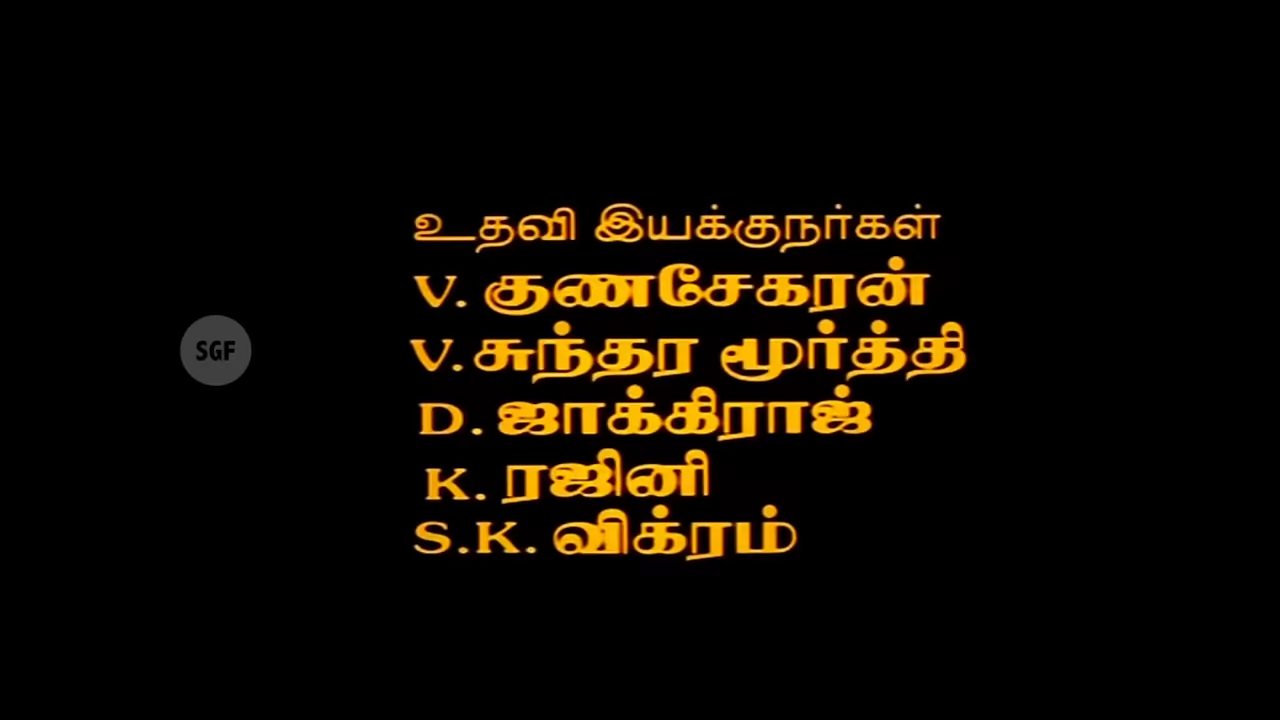 உதவி இயக்குநர்கள்
V. குணசேகரன்
V. சுந்தர மூர்த்தி
D. ஜாக்கிராஜ்
K. ரஜினி
S.K. விக்ரம்
SGF